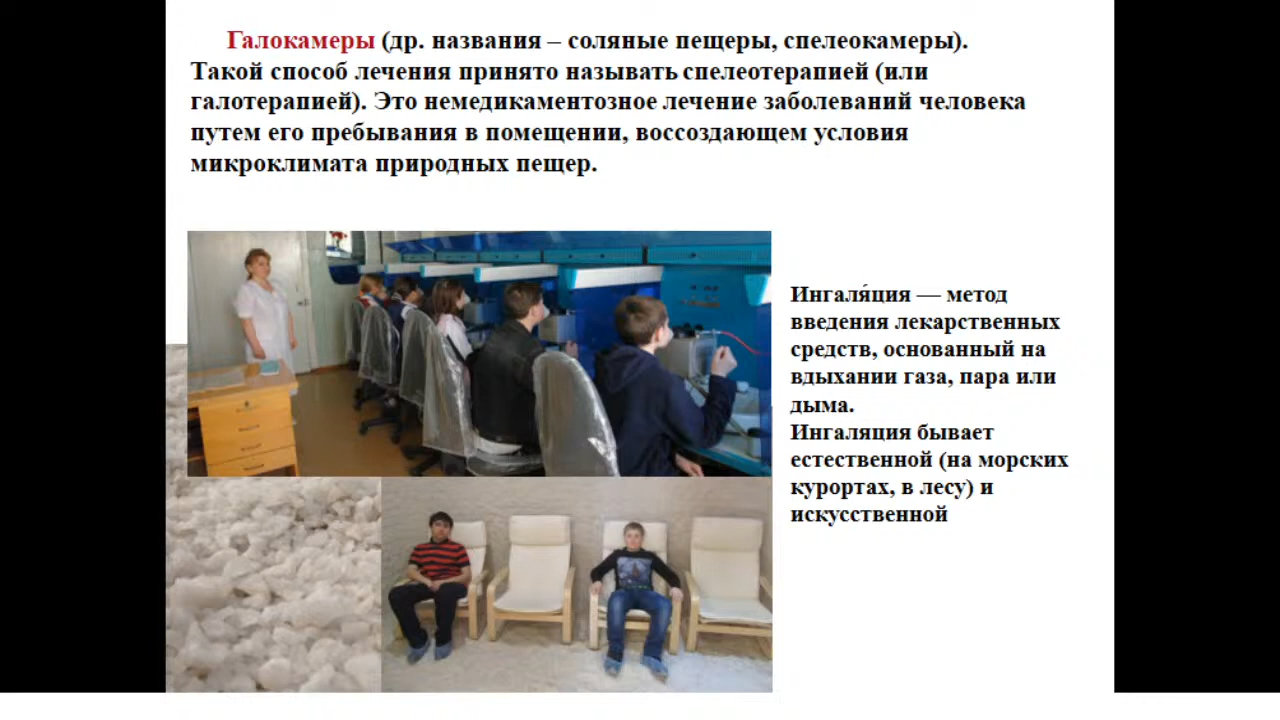 Галокамеры (др. названия – соляные пещеры, спелеокамеры).
Такой способ лечения принято называть спелеотерапией (или
галотерапией). Это немедикаментозное лечение заболеваний человека
путем его пребывания в помещении, воссоздающем условия
микроклимата природных пещер.
Ингаля́ция — метод
введения лекарственных
средств, основанный на
вдыхании газа, пара или
дыма.
Ингаляция бывает
естественной (на морских
курортах, в лесу) и
искусственной